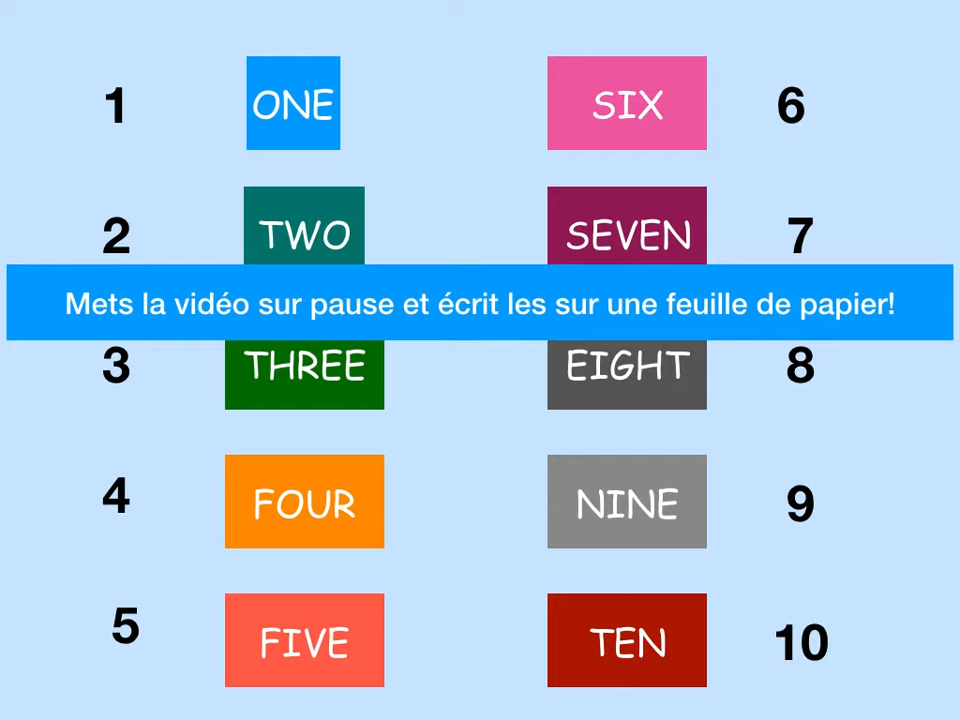 1 ONE SIX 6
2 TWO SEVEN 7
Mets la vidéo sur pause et écrit les sur une feuille de papier!
3 THREE EIGHT 8
4 FOUR NINE 9
5 FIVE TEN 10